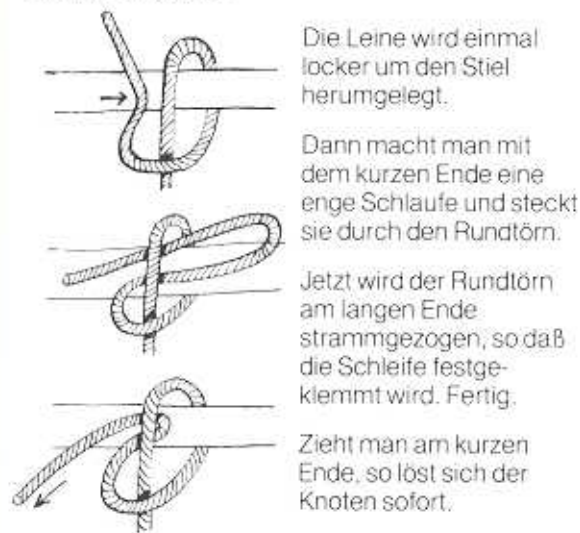 Die Leine wird einmal
locker um den Stiel
herumgelegt.
Dann macht man mit
dem kurzen Ende eine
enge Schlaufe und steckt
sie durch den Rundtörn.
Jetzt wird der Rundtörn
am langen Ende
strammgezogen, so daß
die Schleife festge-
klemmt wird. Fertig.
Zieht man am kurzen
Ende, so löst sich der
Knoten sofort.